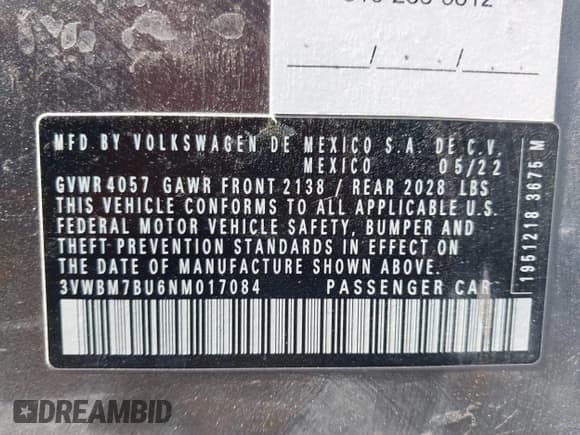 MFD BY VOLKSWAGEN DE MEXICO S.A. DE C.V.
MEXICO 05/22
GVWR 4057 GAWR FRONT 2138 / REAR 2028 LBS
THIS VEHICLE CONFORMS TO ALL APPLICABLE U.S.
FEDERAL MOTOR VEHICLE SAFETY, BUMPER AND
THEFT PREVENTION STANDARDS IN EFFECT ON
THE DATE OF MANUFACTURE SHOWN ABOVE.
3VWBM7BU6NM017084 PASSENGER CAR
1951218 3675 M
DREAMBID